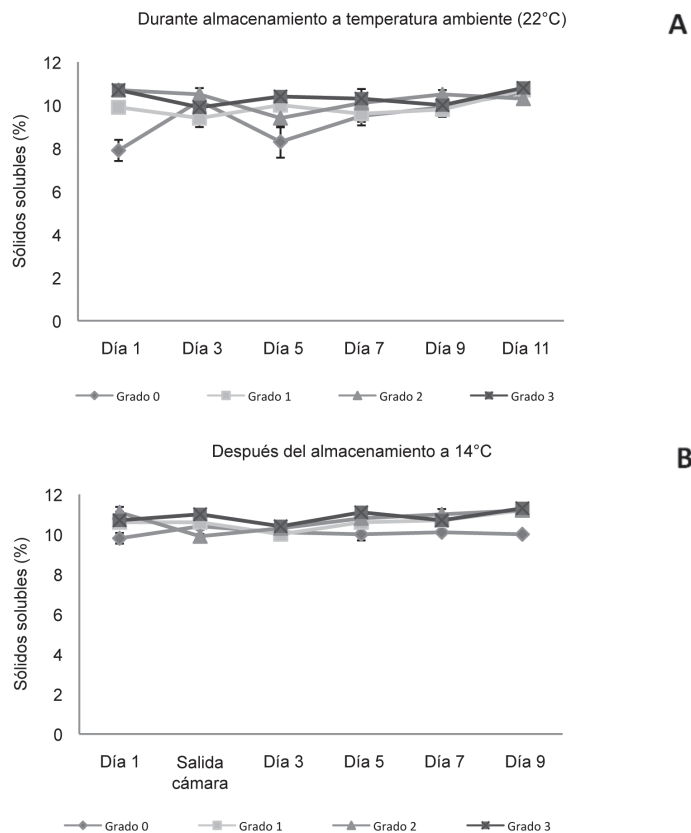 Durante almacenamiento a temperatura ambiente (22°C)
A
Sólidos solubles (%)
12
10
8
6
4
2
0
Día 1 Día 3 Día 5 Día 7 Día 9 Día 11
Grado 0 Grado 1 Grado 2 Grado 3
Después del almacenamiento a 14°C
B
Sólidos solubles (%)
12
10
8
6
4
2
0
Día 1 Salida cámara Día 3 Día 5 Día 7 Día 9
Grado 0 Grado 1 Grado 2 Grado 3